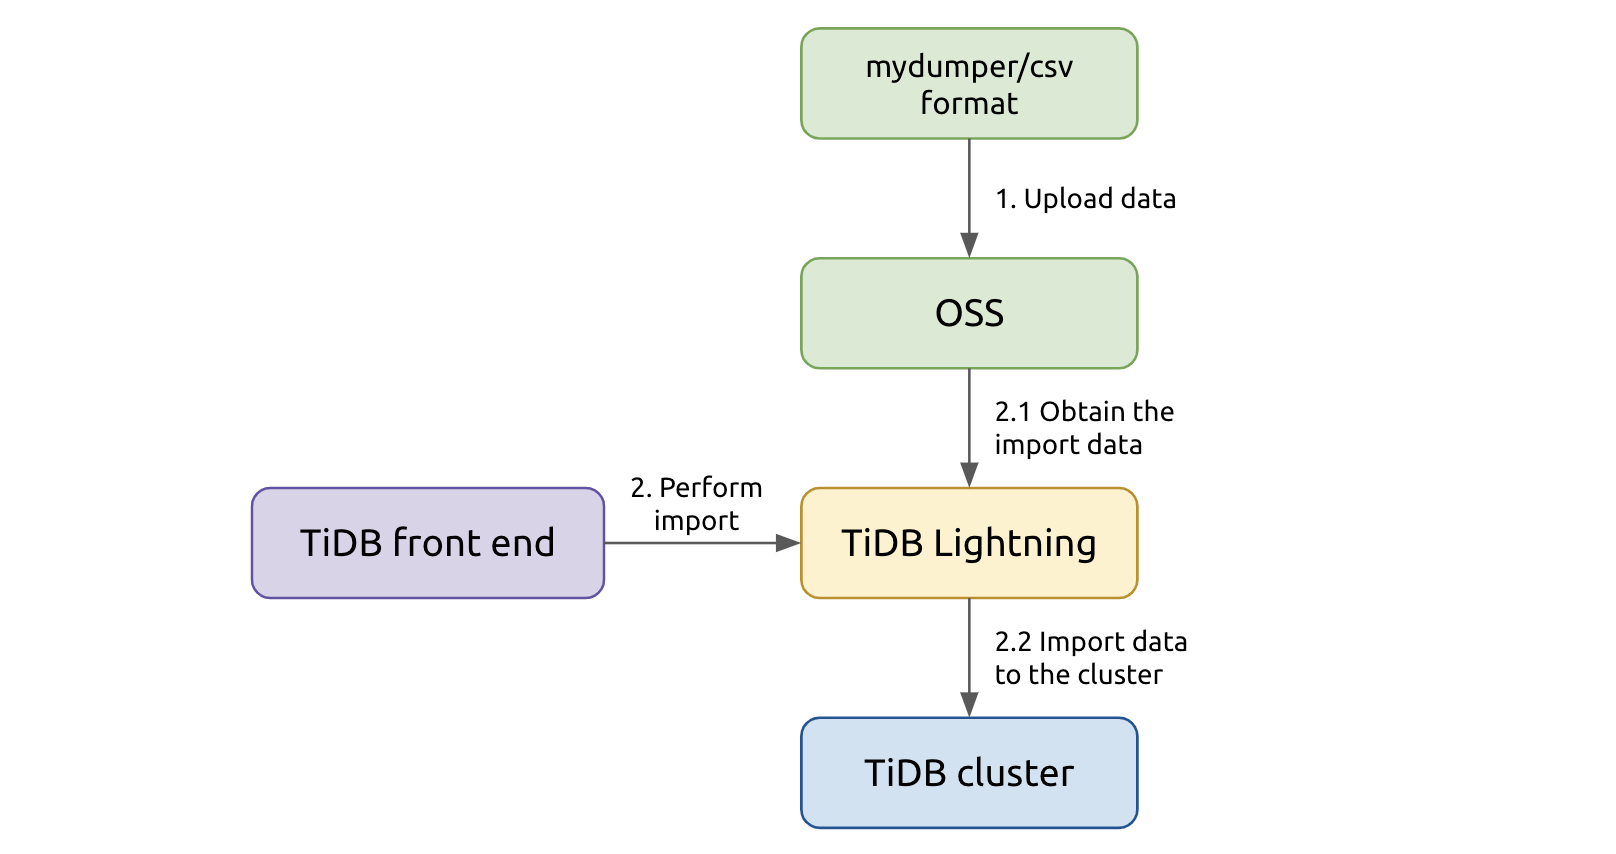 mydumper/csv
format
1. Upload data
OSS
2.1 Obtain the
import data
2. Perform
import
TiDB front end
TiDB Lightning
2.2 Import data
to the cluster
TiDB cluster